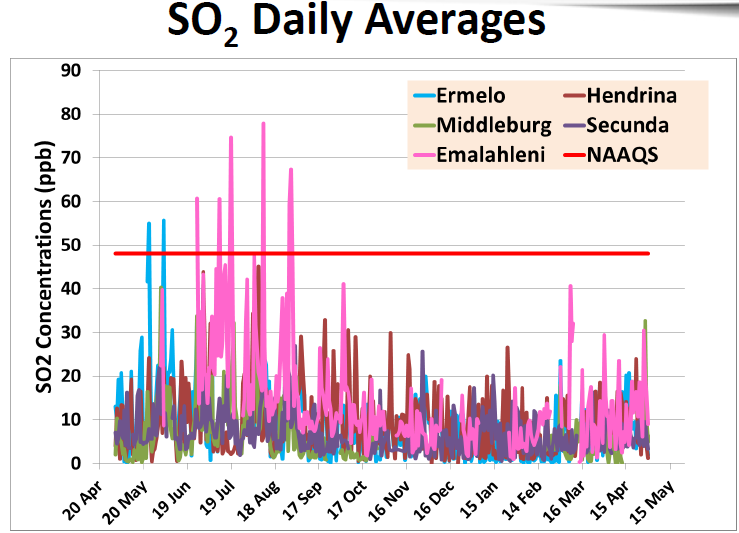 SO2 Daily Averages
SO2 Concentrations (ppb)
90
80
70
60
50
40
30
20
10
0
Ermelo Hendrina
Middleburg Secunda
Emalahleni NAAQS
20 Apr 20 May 19 Jun 19 Jul 18 Aug 17 Sep 17 Oct 16 Nov 16 Dec 15 Jan 14 Feb 16 Mar 15 Apr 15 May